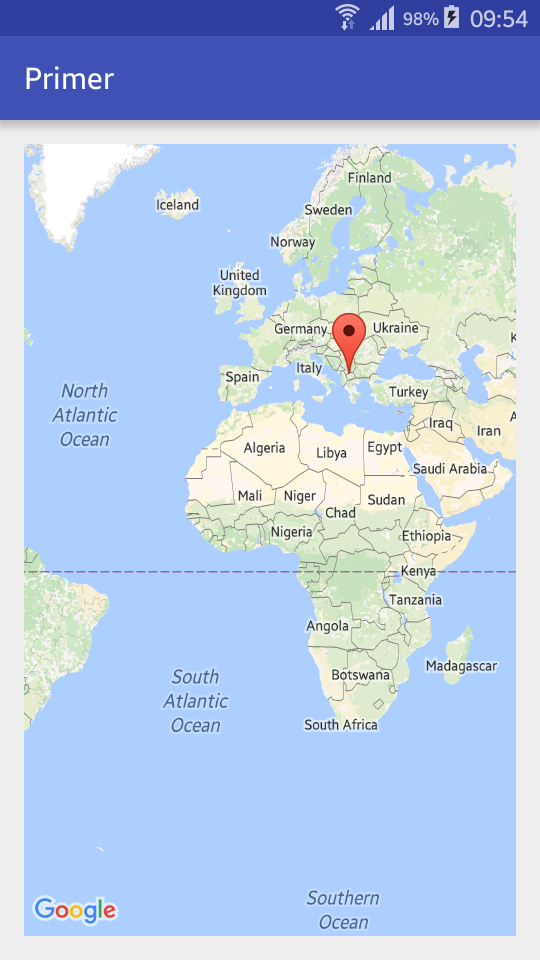 98% 09:54
Primer
Finland
Iceland
Sweden
Norway
United
Kingdom
Germany
Ukraine
Italy
Spain
Turkey
North
Atlantic
Ocean
Iraq
Iran
Algeria
Libya
Egypt
Saudi Arabia
Mali
Niger
Sudan
Chad
Nigeria
Ethiopia
Kenya
Tanzania
Angola
Madagascar
Botswana
South
Atlantic
Ocean
South Africa
Southern
Ocean
Google